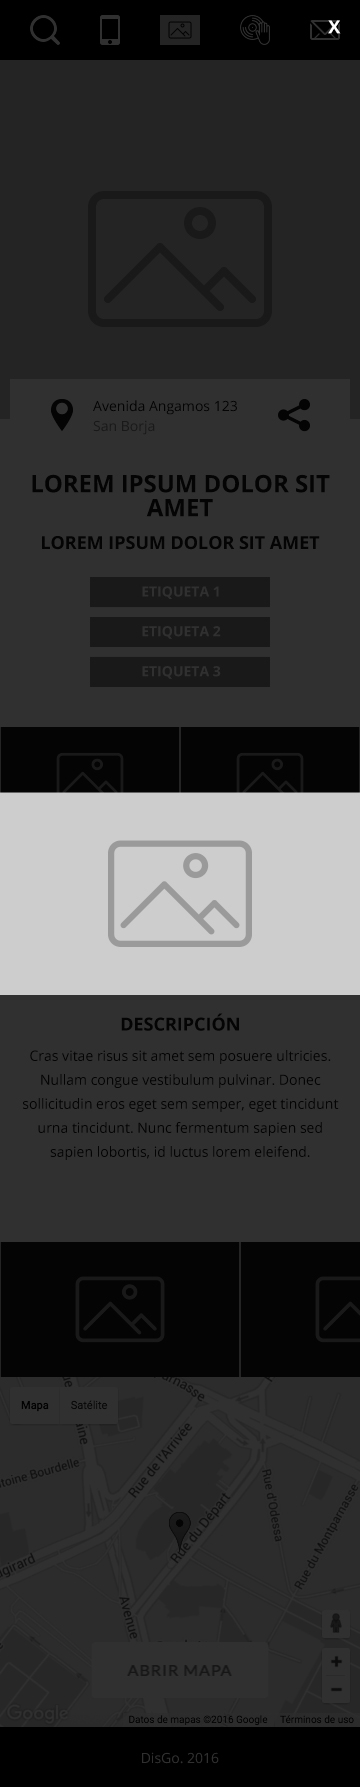 X
Avenida Angamos 123
San Borja
LOREM IPSUM DOLOR SIT
AMET
LOREM IPSUM DOLOR SIT AMET
ETIQUETA 1
ETIQUETA 2
ETIQUETA 3
DESCRIPCIÓN
Cras vitae risus sit amet sem posuere ultricies.
Nullam congue vestibulum pulvinar. Donec
sollicitudin eros eget sem semper, eget tincidunt
urna tincidunt. Nunc fermentum sapien sed
sapien lobortis, id luctus lorem eleifend.
Mapa
Satélite
Rue de l'Arrivée
Rue du Départ
Rue d'Odessa
Rue du Montparnasse
Avenue
+
−
ABRIR MAPA
Google
Datos de mapas ©2016 Google
Términos de uso
DisGo. 2016